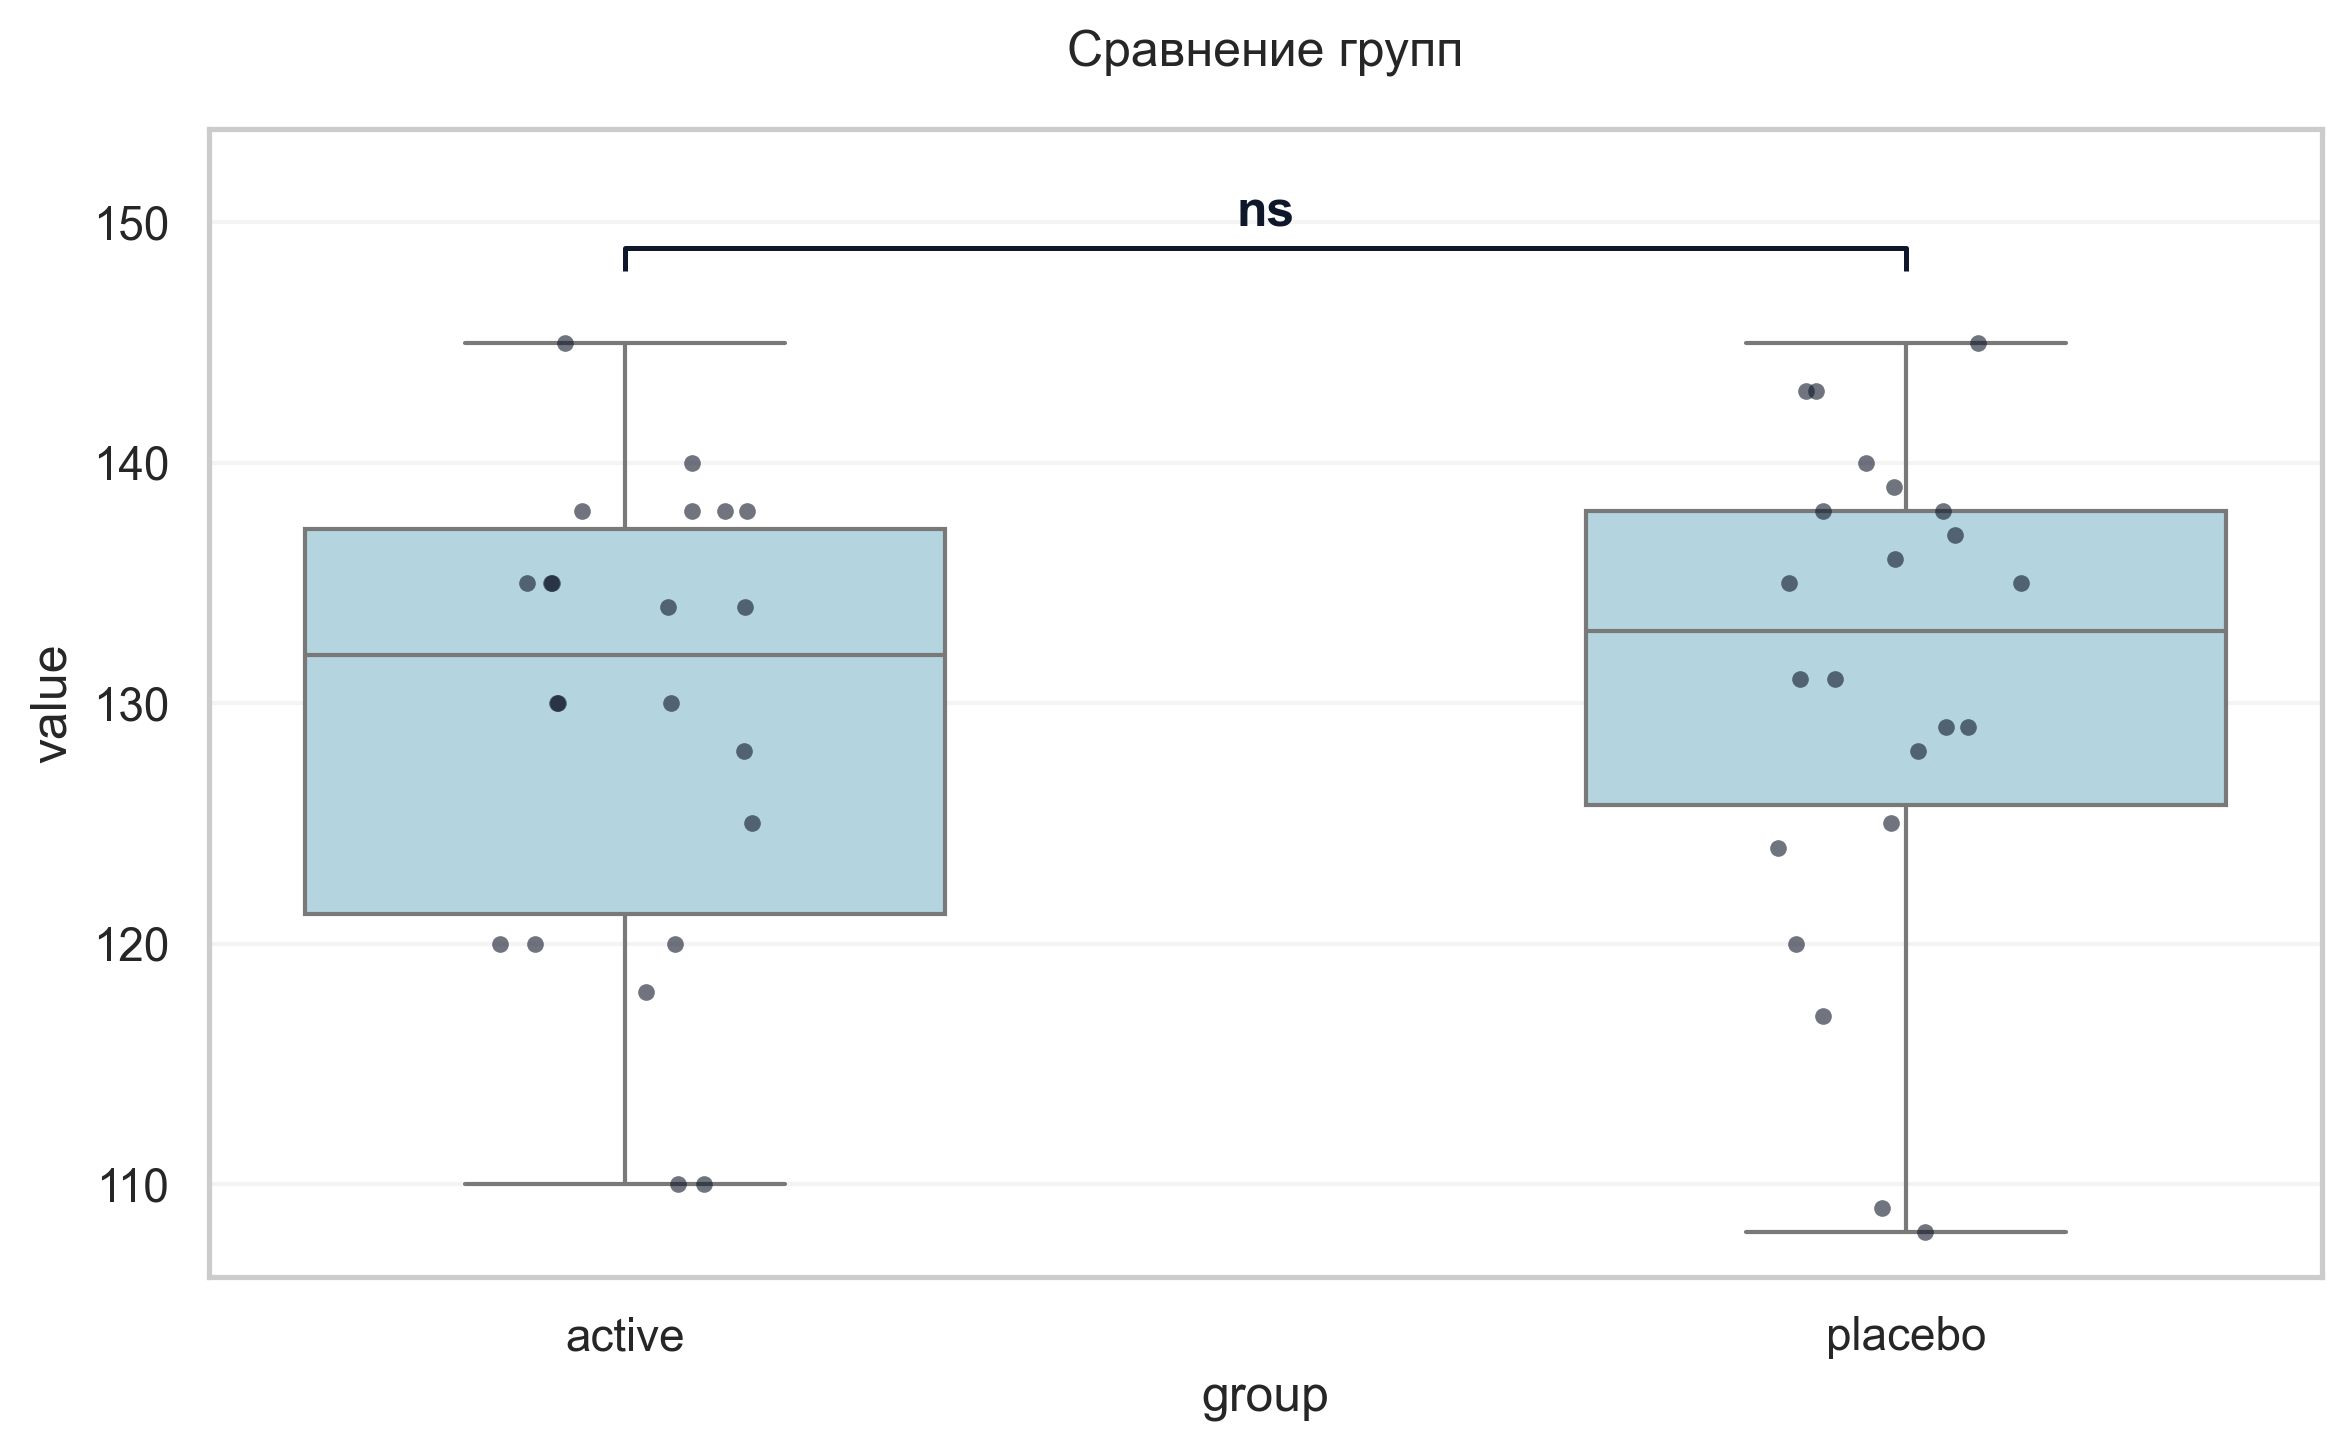 Сравнение групп
ns
150
140
130
120
110
value
active placebo
group